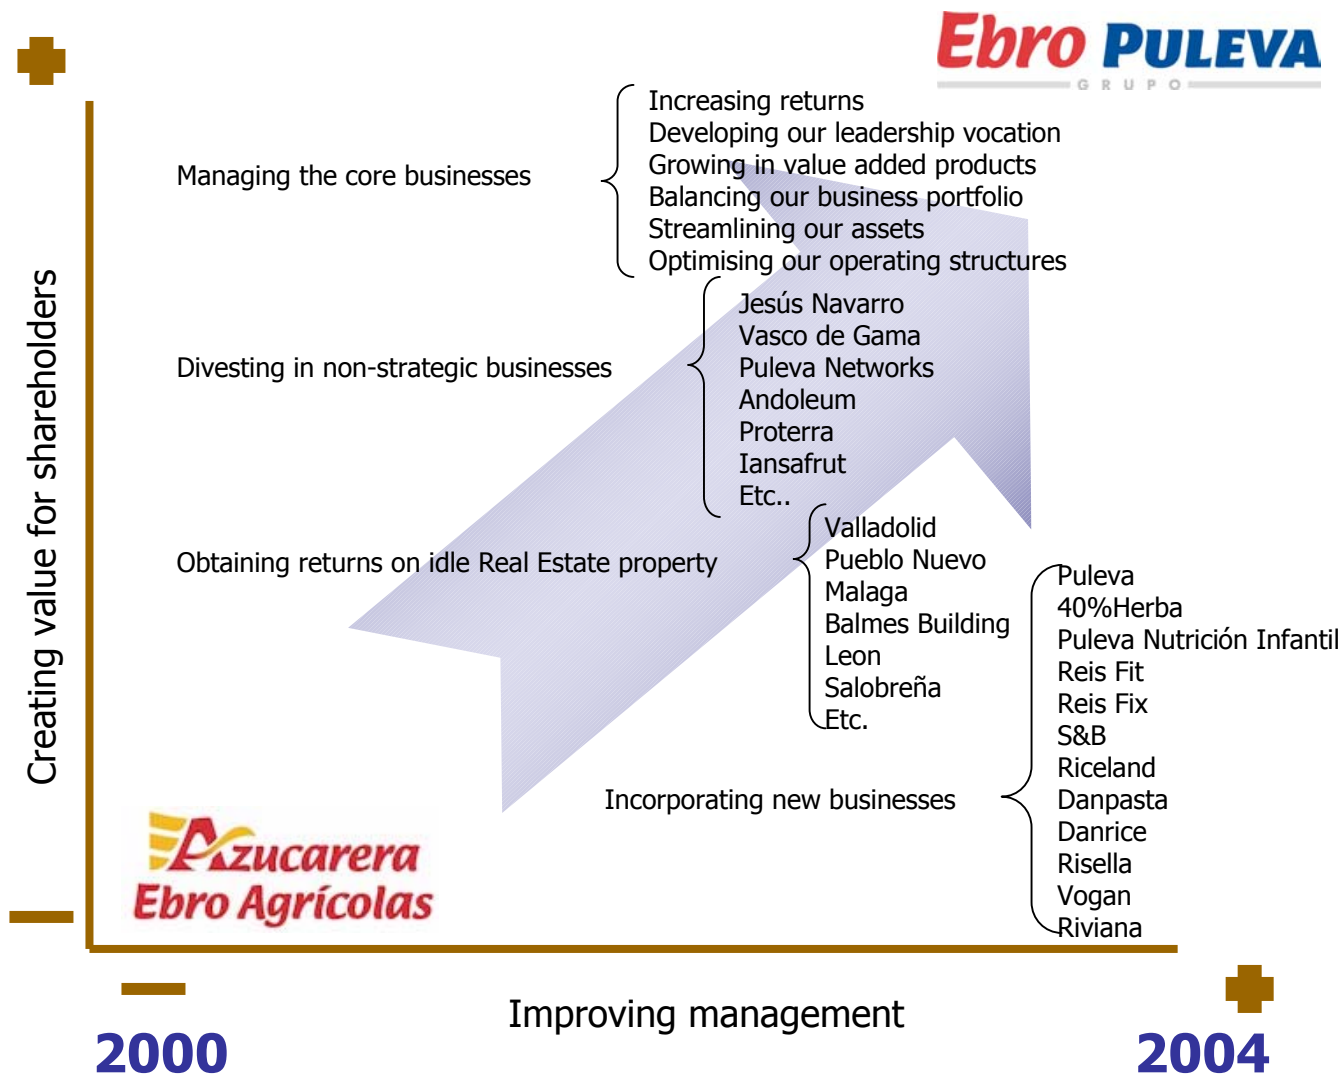 Ebro PULEVA
GRUPO
Increasing returns
Developing our leadership vocation
Growing in value added products
Managing the core businesses
Balancing our business portfolio
Streamlining our assets
Optimising our operating structures
Jesús Navarro
Vasco de Gama
Divesting in non-strategic businesses
Puleva Networks
Andoleum
Proterra
Iansafrut
Etc..
Obtaining returns on idle Real Estate property
Valladolid
Pueblo Nuevo
Malaga
Balmes Building
Leon
Salobreña
Etc.
Incorporating new businesses
Puleva
40%Herba
Puleva Nutrición Infantil
Reis Fit
Reis Fix
S&B
Riceland
Danpasta
Danrice
Risella
Vogan
Riviana
Creating value for shareholders
Azucarera
Ebro Agrícolas
Improving management
2000
2004